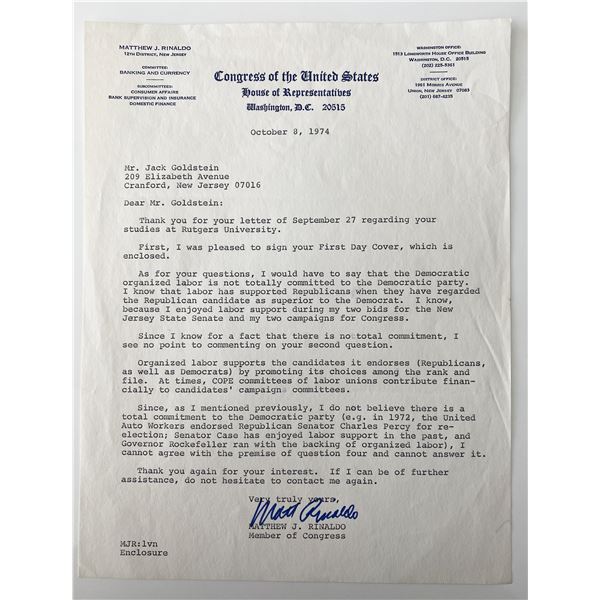 MATTHEW J. RINALDO
12TH DISTRICT, NEW JERSEY
COMMITTEE:
BANKING AND CURRENCY
SUBCOMMITTEES:
CONSUMER AFFAIRS
BANK SUPERVISION AND INSURANCE
DOMESTIC FINANCE
Congress of the United States
House of Representatives
Washington, D.C. 20515
WASHINGTON OFFICE:
1513 LONGWORTH HOUSE OFFICE BUILDING
WASHINGTON, D.C. 20515
(202) 225-5361
DISTRICT OFFICE:
1961 MORRIS AVENUE
UNION, NEW JERSEY 07083
(201) 687-4235
October 8, 1974
Mr. Jack Goldstein
209 Elizabeth Avenue
Cranford, New Jersey 07016
Dear Mr. Goldstein:
Thank you for your letter of September 27 regarding your
studies at Rutgers University.
First, I was pleased to sign your First Day Cover, which is
enclosed.
As for your questions, I would have to say that the Democratic
organized labor is not totally committed to the Democratic party.
I know that labor has supported Republicans when they have regarded
the Republican candidate as superior to the Democrat. I know,
because I enjoyed labor support during my two bids for the New
Jersey State Senate and my two campaigns for Congress.
Since I know for a fact that there is no total commitment, I
see no point to commenting on your second question.
Organized labor supports the candidates it endorses (Republicans,
as well as Democrats) by promoting its choices among the rank and
file. At times, COPE committees of labor unions contribute finan-
cially to candidates' campaigns committees.
Since, as I mentioned previously, I do not believe there is a
total commitment to the Democratic party (e.g. in 1972, the United
Auto Workers endorsed Republican Senator Charles Percy for re-
election; Senator Case has enjoyed labor support in the past, and
Governor Rockefeller ran with the backing of organized labor), I
cannot agree with the premise of question four and cannot answer it.
Thank you again for your interest. If I can be of further
assistance, do not hesitate to contact me again.
Very truly yours,
Matt Rinaldo
MATTHEW J. RINALDO
Member of Congress
MJR:lvn
Enclosure